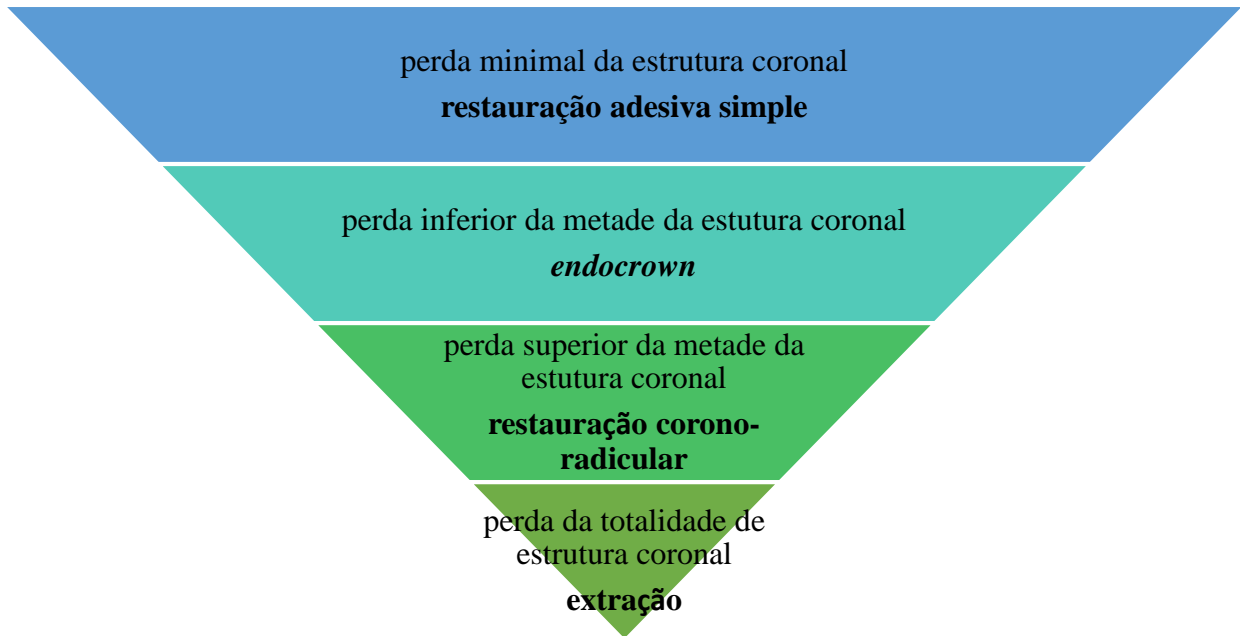 perda minimal da estrutura coronal
restauração adesiva simple
perda inferior da metade da estutura coronal
endocrown
perda superior da metade da
estutura coronal
restauração corono-
radicular
perda da totalidade de
estrutura coronal
extração